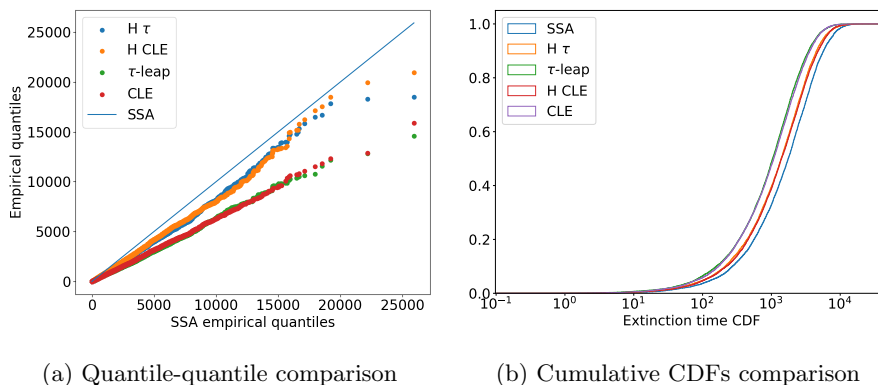 H τ
H CLE
τ-leap
CLE
SSA
25000
20000
15000
10000
5000
0
Empirical quantiles
0
5000
10000
15000
20000
25000
SSA empirical quantiles
(a) Quantile-quantile comparison
SSA
H τ
τ-leap
H CLE
CLE
1.0
0.8
0.6
0.4
0.2
0.0
10⁻¹
10⁰
10¹
10²
10³
10⁴
Extinction time CDF
(b) Cumulative CDFs comparison